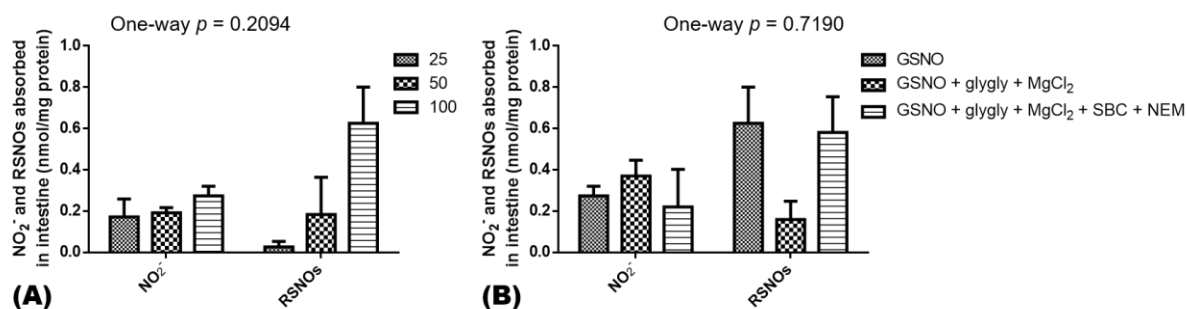 One-way p = 0.2094
NO₂⁻ and RSNOs absorbed
in intestine (nmol/mg protein)
1.0
0.8
0.6
0.4
0.2
0.0
25
50
100
NO₂⁻
RSNOs
(A)
One-way p = 0.7190
NO₂⁻ and RSNOs absorbed
in intestine (nmol/mg protein)
1.0
0.8
0.6
0.4
0.2
0.0
GSNO
GSNO + glygly + MgCl₂
GSNO + glygly + MgCl₂ + SBC + NEM
NO₂⁻
RSNOs
(B)